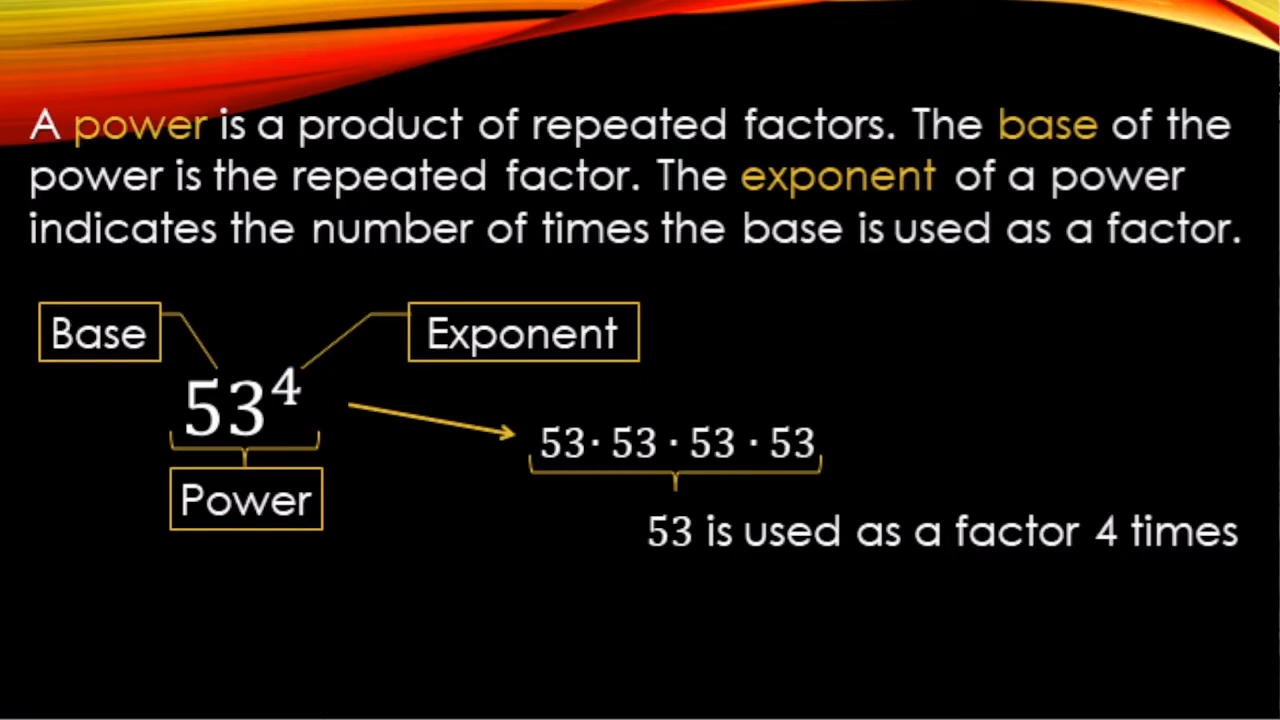 A power is a product of repeated factors. The base of the
power is the repeated factor. The exponent of a power
indicates the number of times the base is used as a factor.
Base
Exponent
53⁴
53· 53 · 53 · 53
Power
53 is used as a factor 4 times